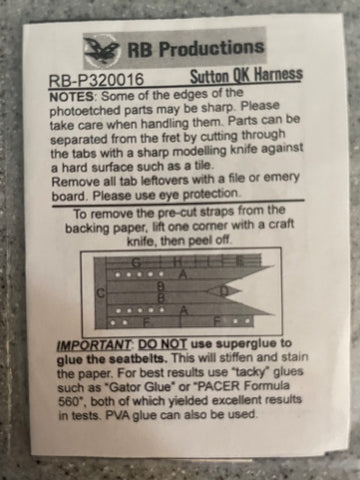 RB Productions
RB-P320016 Sutton QK Harness
NOTES: Some of the edges of the
photoetched parts may be sharp. Please
take care when handling them. Parts can be
separated from the fret by cutting through
the tabs with a sharp modelling knife against
a hard surface such as a tile.
Remove all tab leftovers with a file or emery
board. Please use eye protection.
To remove the pre-cut straps from the
backing paper, lift one corner with a craft
knife, then peel off.
G H I E
A
C B D
B
A
F F
IMPORTANT: DO NOT use superglue to
glue the seatbelts. This will stiffen and stain
the paper. For best results use "tacky" glues
such as "Gator Glue" or "PACER Formula
560", both of which yielded excellent results
in tests. PVA glue can also be used.